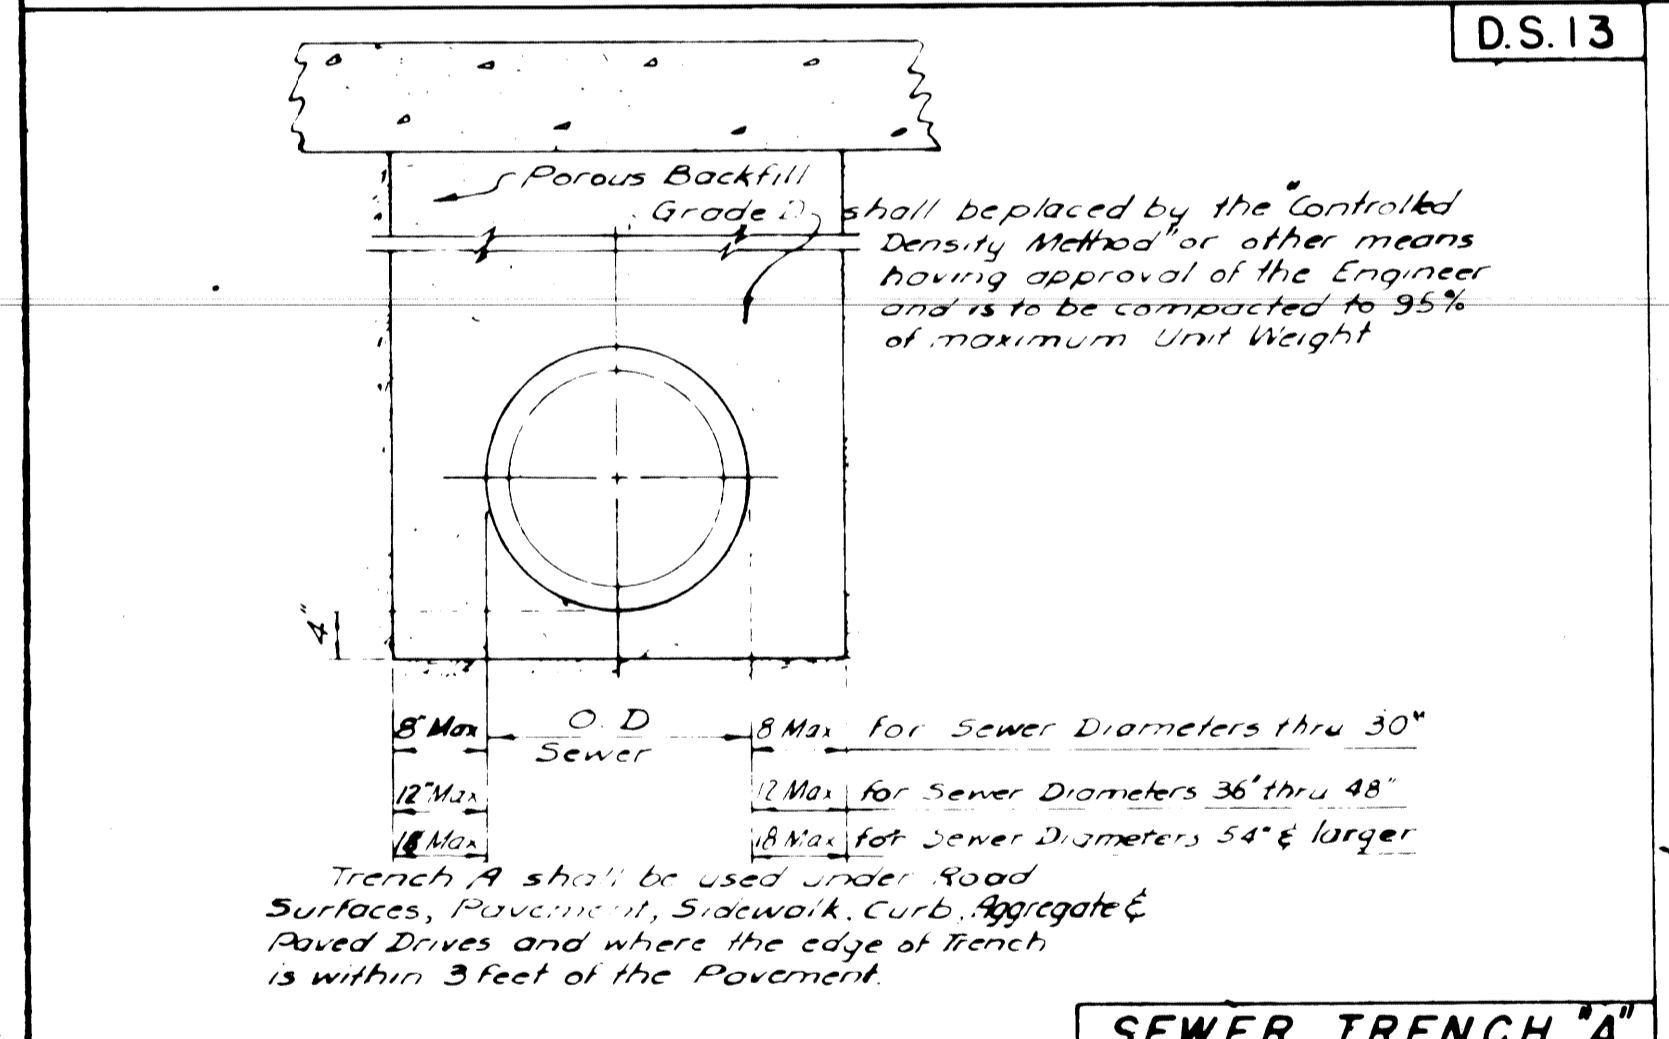 D.S.13
Porous Backfill
Grade shall be placed by the "Controlled
Density Method" or other means
having approval of the Engineer
and is to be compacted to 95%
of maximum Unit Weight
4"
8" Max O.D 8 Max for Sewer Diameters thru 30"
Sewer
12" Max 12 Max for Sewer Diameters 36" thru 48"
18 Max 18 Max for Sewer Diameters 54" & larger
Trench A shall be used under Road
Surfaces, Pavement, Sidewalk, Curb, Aggregate &
Paved Drives and where the edge of Trench
is within 3 feet of the Pavement.
SEWER TRENCH "A"